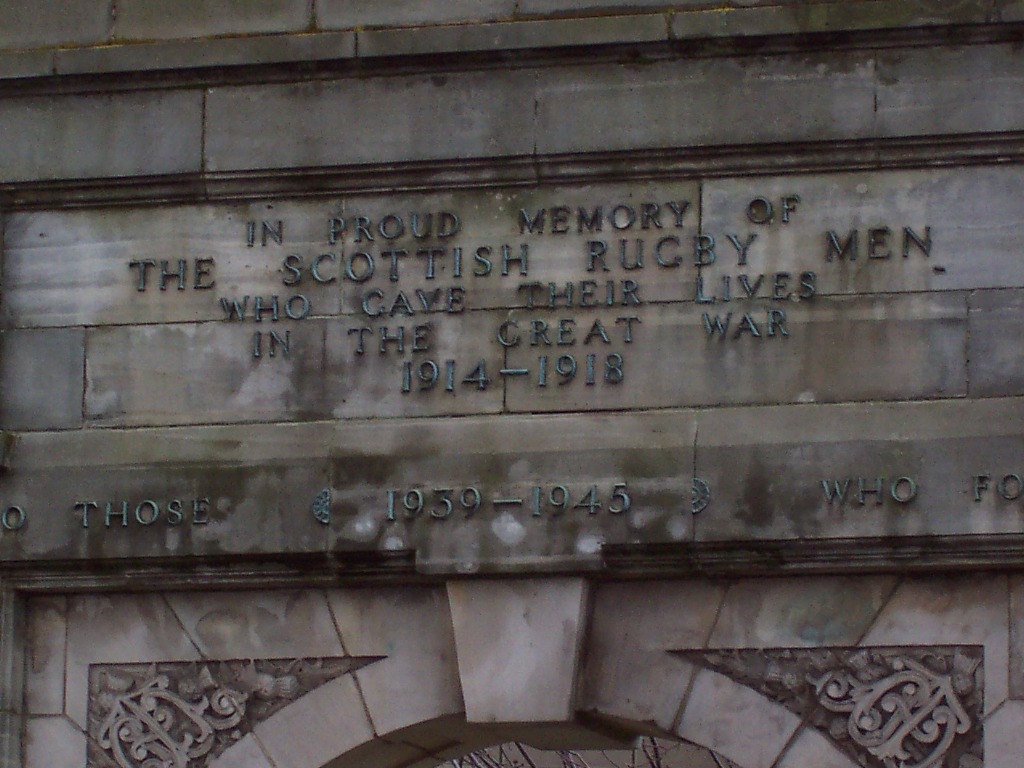 IN PROUD MEMORY OF
THE SCOTTISH RUGBY MEN
WHO GAVE THEIR LIVES
IN THE GREAT WAR
1914-1918
O THOSE 1939-1945 WHO FO